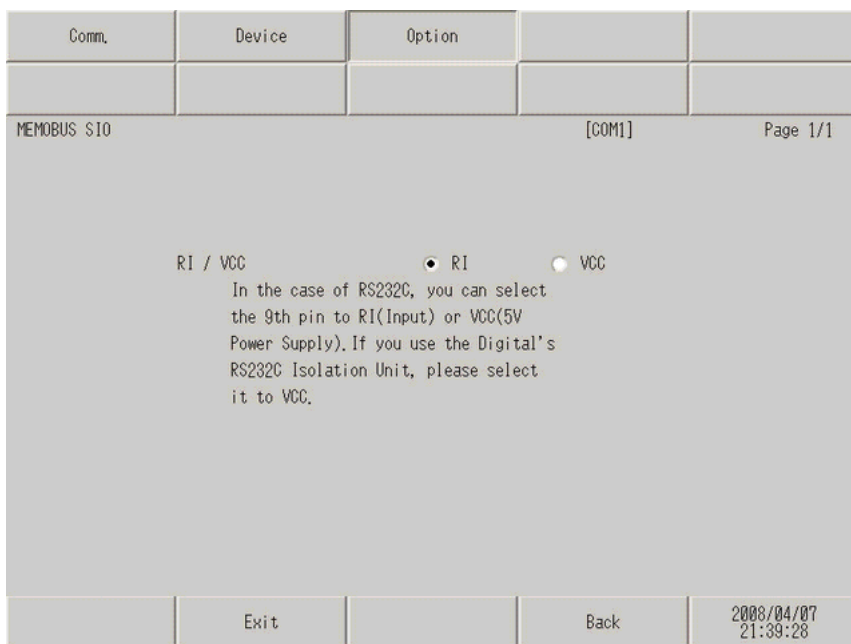 Comm. Device Option
MEMOBUS SIO [COM1] Page 1/1
RI / VCC RI VCC
In the case of RS232C, you can select
the 9th pin to RI(Input) or VCC(5V
Power Supply).If you use the Digital's
RS232C Isolation Unit, please select
it to VCC.
Exit Back 2008/04/07
21:39:28